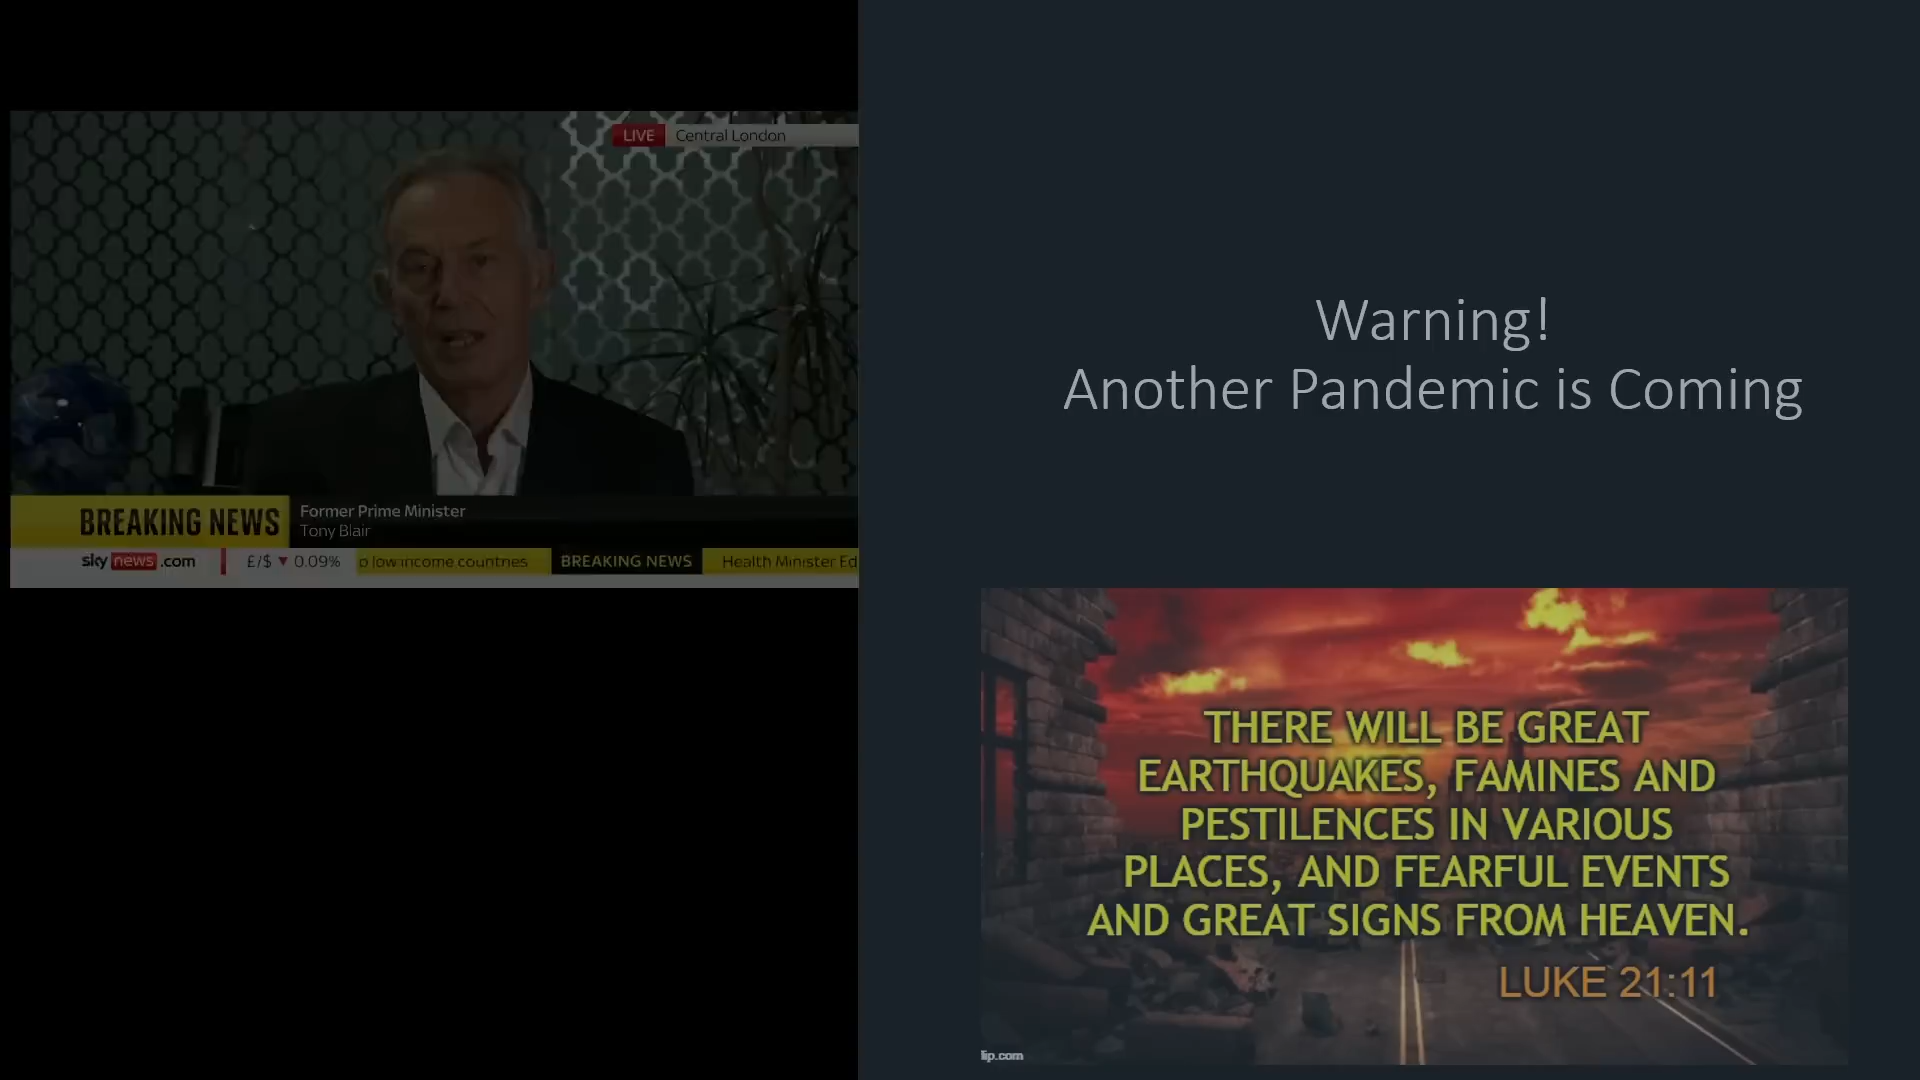 LIVE Central London
Former Prime Minister
BREAKING NEWS
Tony Blair
sky news .com £/$ ▼ 0.09% low income countries BREAKING NEWS Health Minister Ed
Warning!
Another Pandemic is Coming
THERE WILL BE GREAT
EARTHQUAKES, FAMINES AND
PESTILENCES IN VARIOUS
PLACES, AND FEARFUL EVENTS
AND GREAT SIGNS FROM HEAVEN.
LUKE 21:11
lip.com